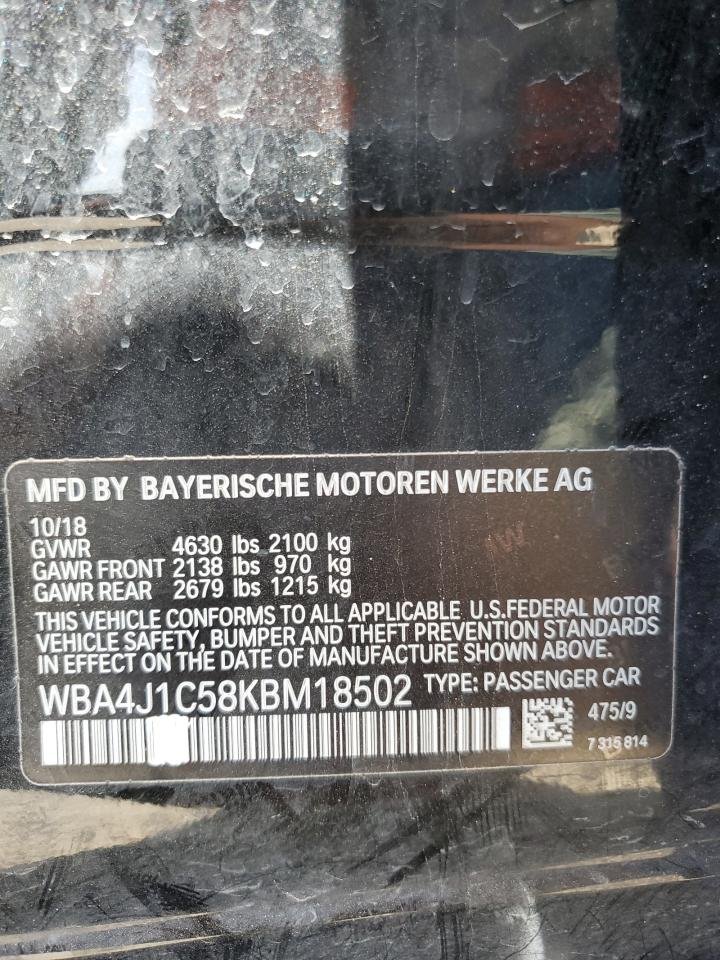 MFD BY BAYERISCHE MOTOREN WERKE AG
10/18
GVWR 4630 lbs 2100 kg
GAWR FRONT 2138 lbs 970 kg
GAWR REAR 2679 lbs 1215 kg
THIS VEHICLE CONFORMS TO ALL APPLICABLE U.S.FEDERAL MOTOR
VEHICLE SAFETY, BUMPER AND THEFT PREVENTION STANDARDS
IN EFFECT ON THE DATE OF MANUFACTURE SHOWN ABOVE.
WBA4J1C58KBM18502 TYPE: PASSENGER CAR
475/9
7 315 814